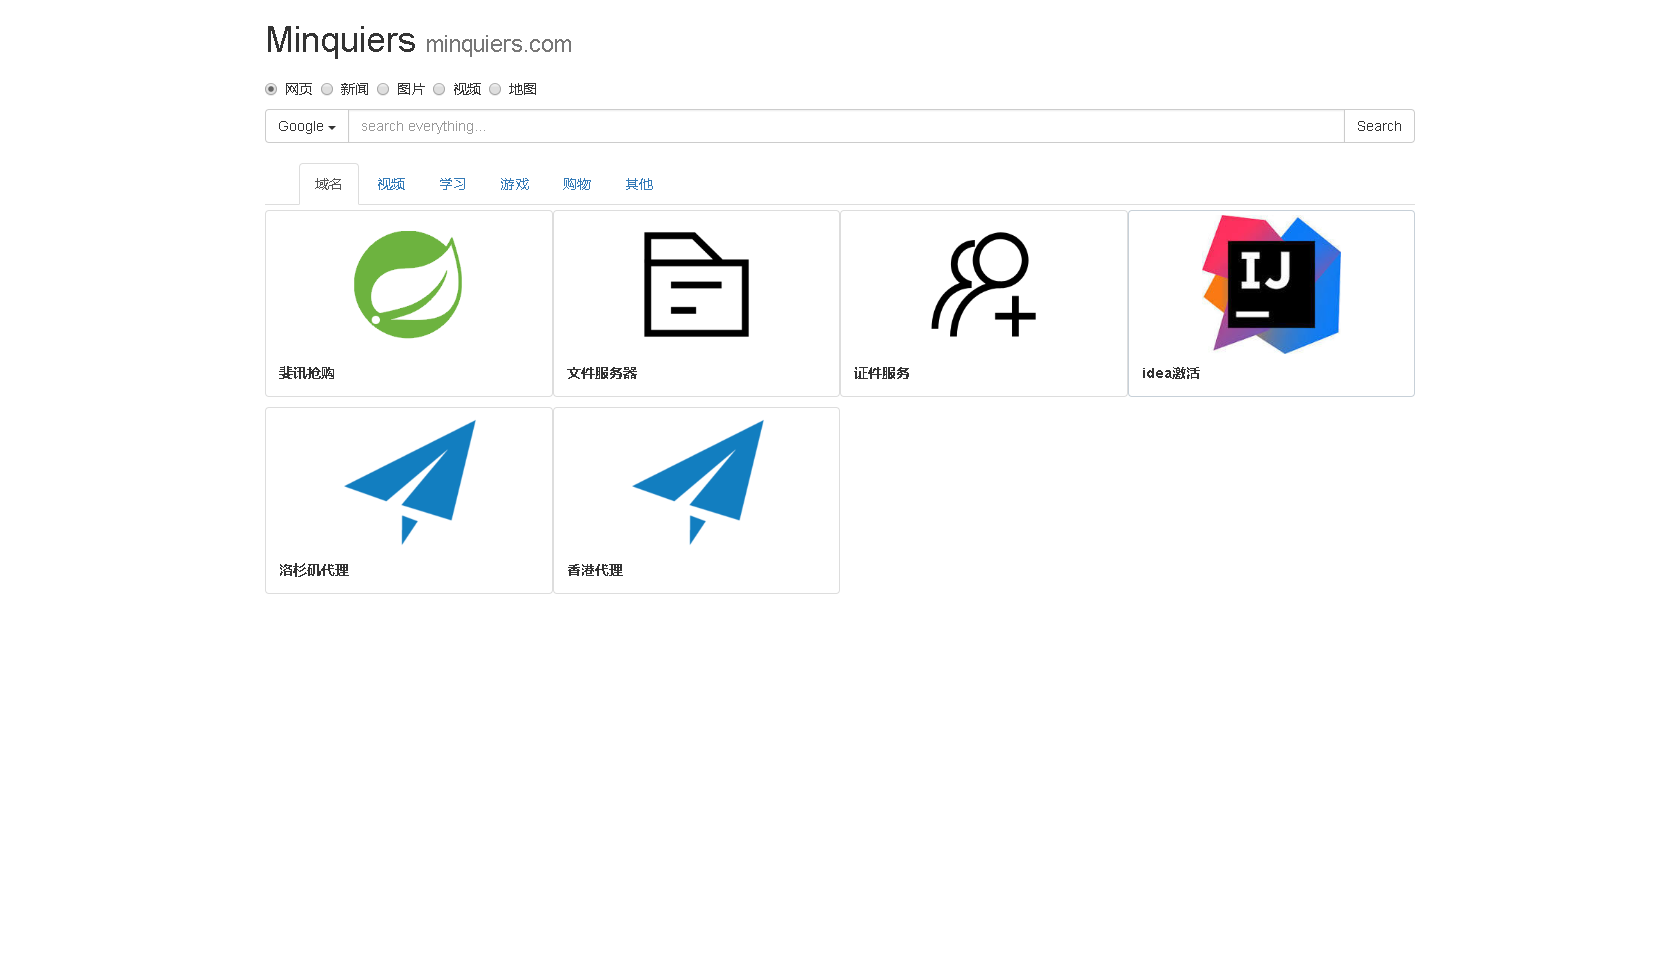 Minquiers minquiers.com
网页 新闻 图片 视频 地图
Google search everything... Search
域名 视频 学习 游戏 购物 其他
IJ
斐讯抢购 文件服务器 证件服务 idea激活
洛杉矶代理 香港代理